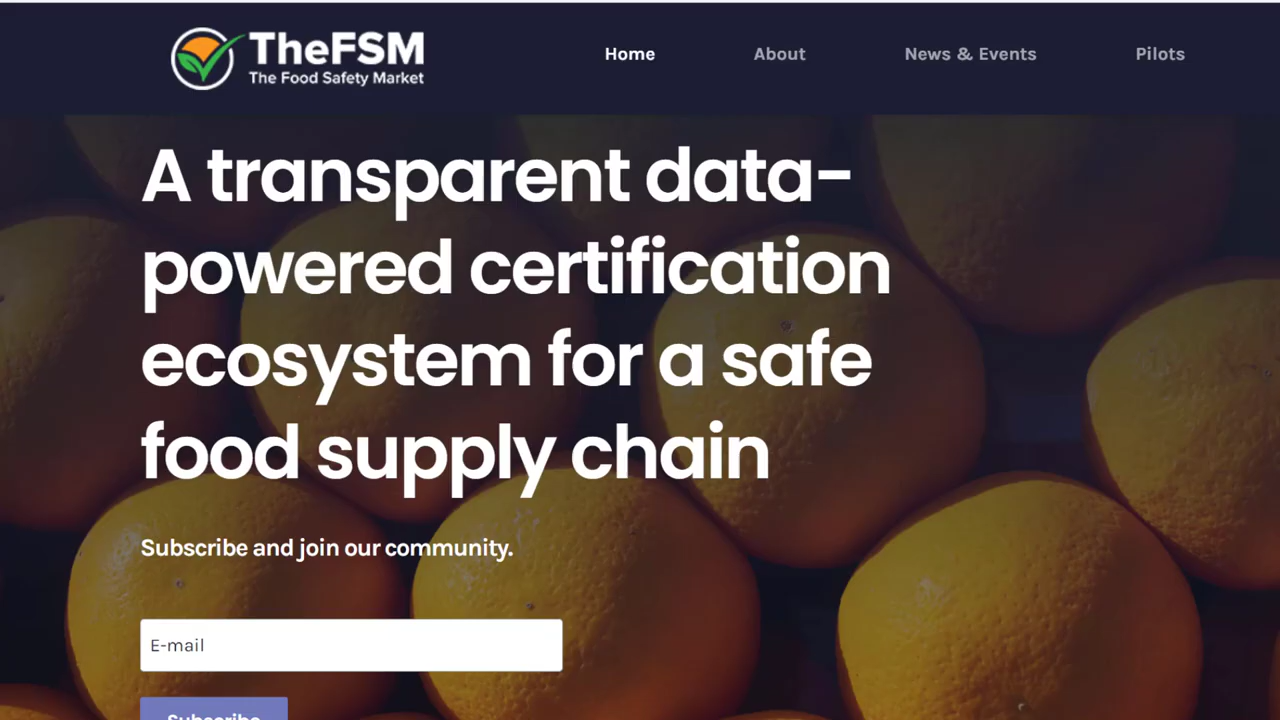 TheFSM
The Food Safety Market
Home About News & Events Pilots
A transparent data-
powered certification
ecosystem for a safe
food supply chain
Subscribe and join our community.
E-mail
Subscribe